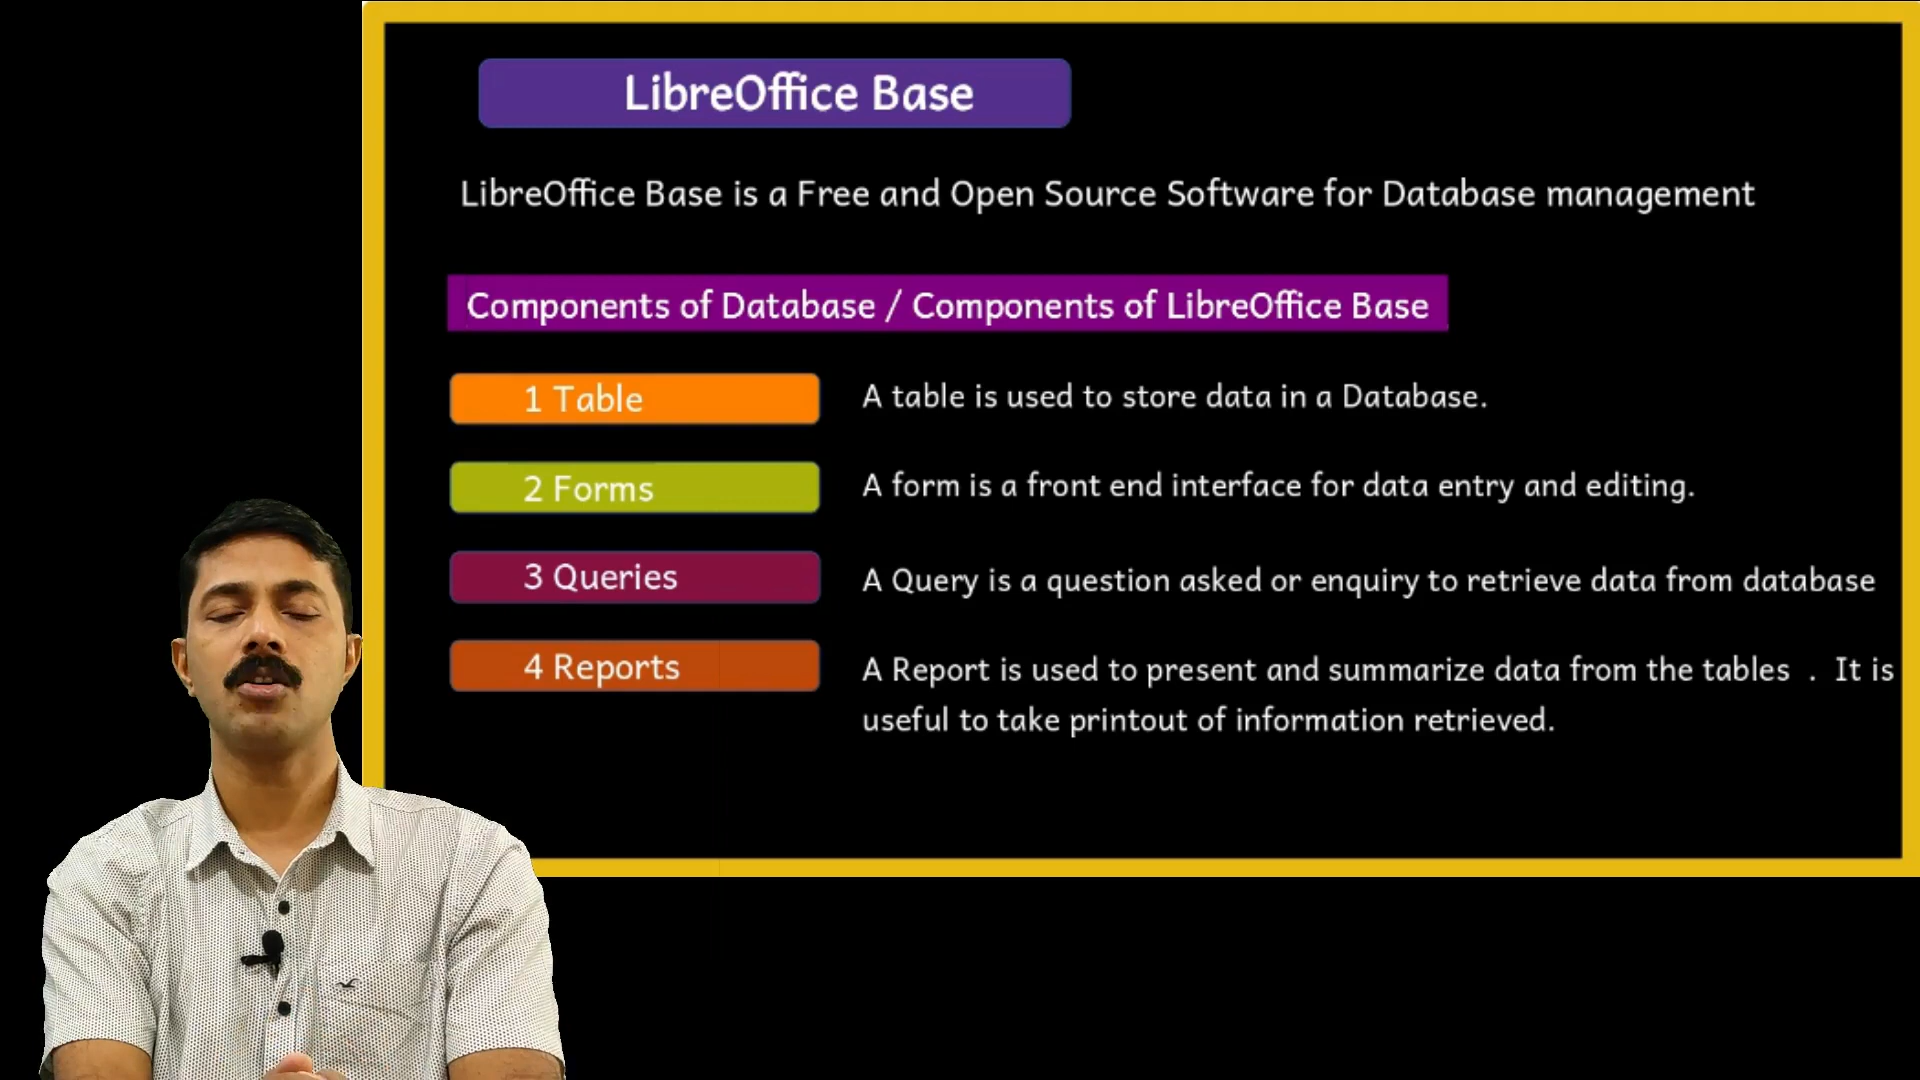 LibreOffice Base
LibreOffice Base is a Free and Open Source Software for Database management
Components of Database / Components of LibreOffice Base
1 Table
A table is used to store data in a Database.
2 Forms
A form is a front end interface for data entry and editing.
3 Queries
A Query is a question asked or enquiry to retrieve data from database
4 Reports
A Report is used to present and summarize data from the tables . It is
useful to take printout of information retrieved.